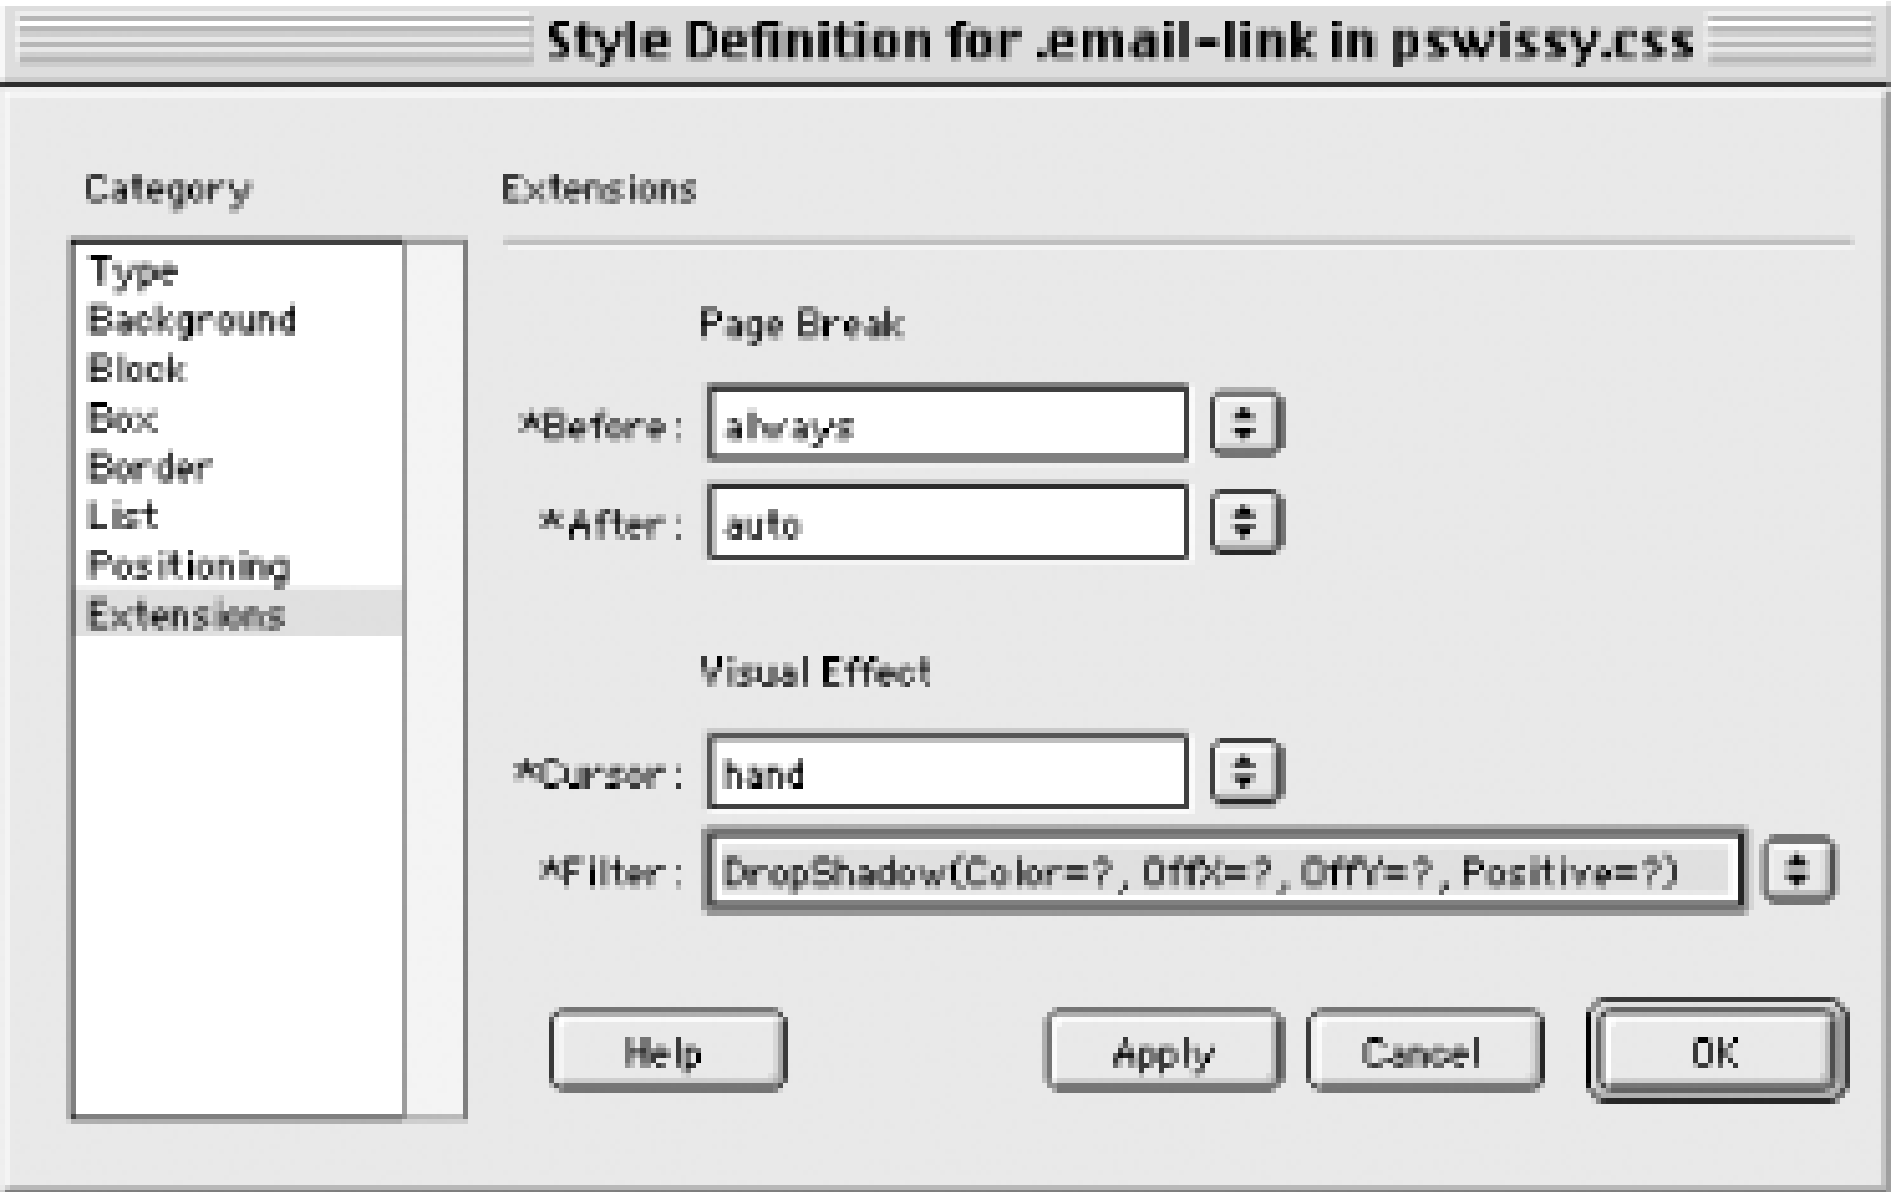 Style Definition for .email-link in pswissy.css
Category
Extensions
Type
Background
Block
Box
Border
List
Positioning
Extensions
Page Break
*Before: always
*After: auto
Visual Effect
*Cursor: hand
*Filter: DropShadow(Color=?, OffX=?, OffY=?, Positive=?)
Help Apply Cancel OK